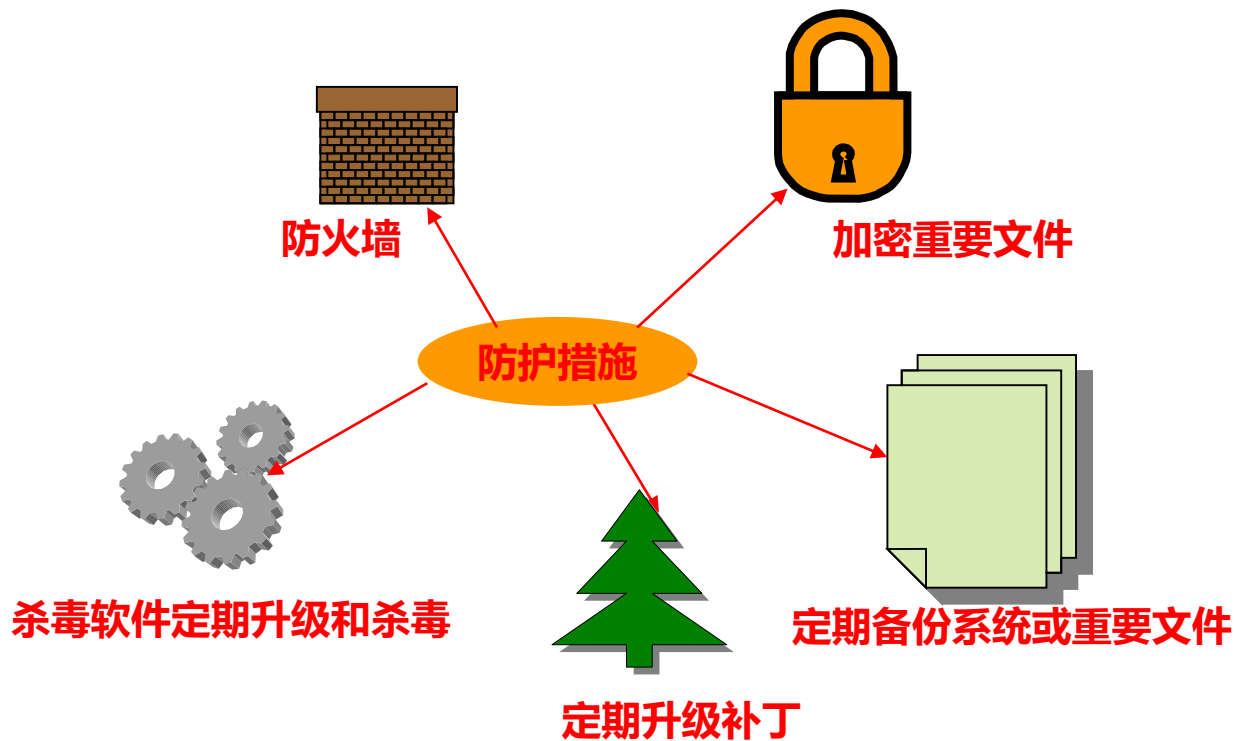 防火墙
加密重要文件
防护措施
杀毒软件定期升级和杀毒
定期备份系统或重要文件
定期升级补丁